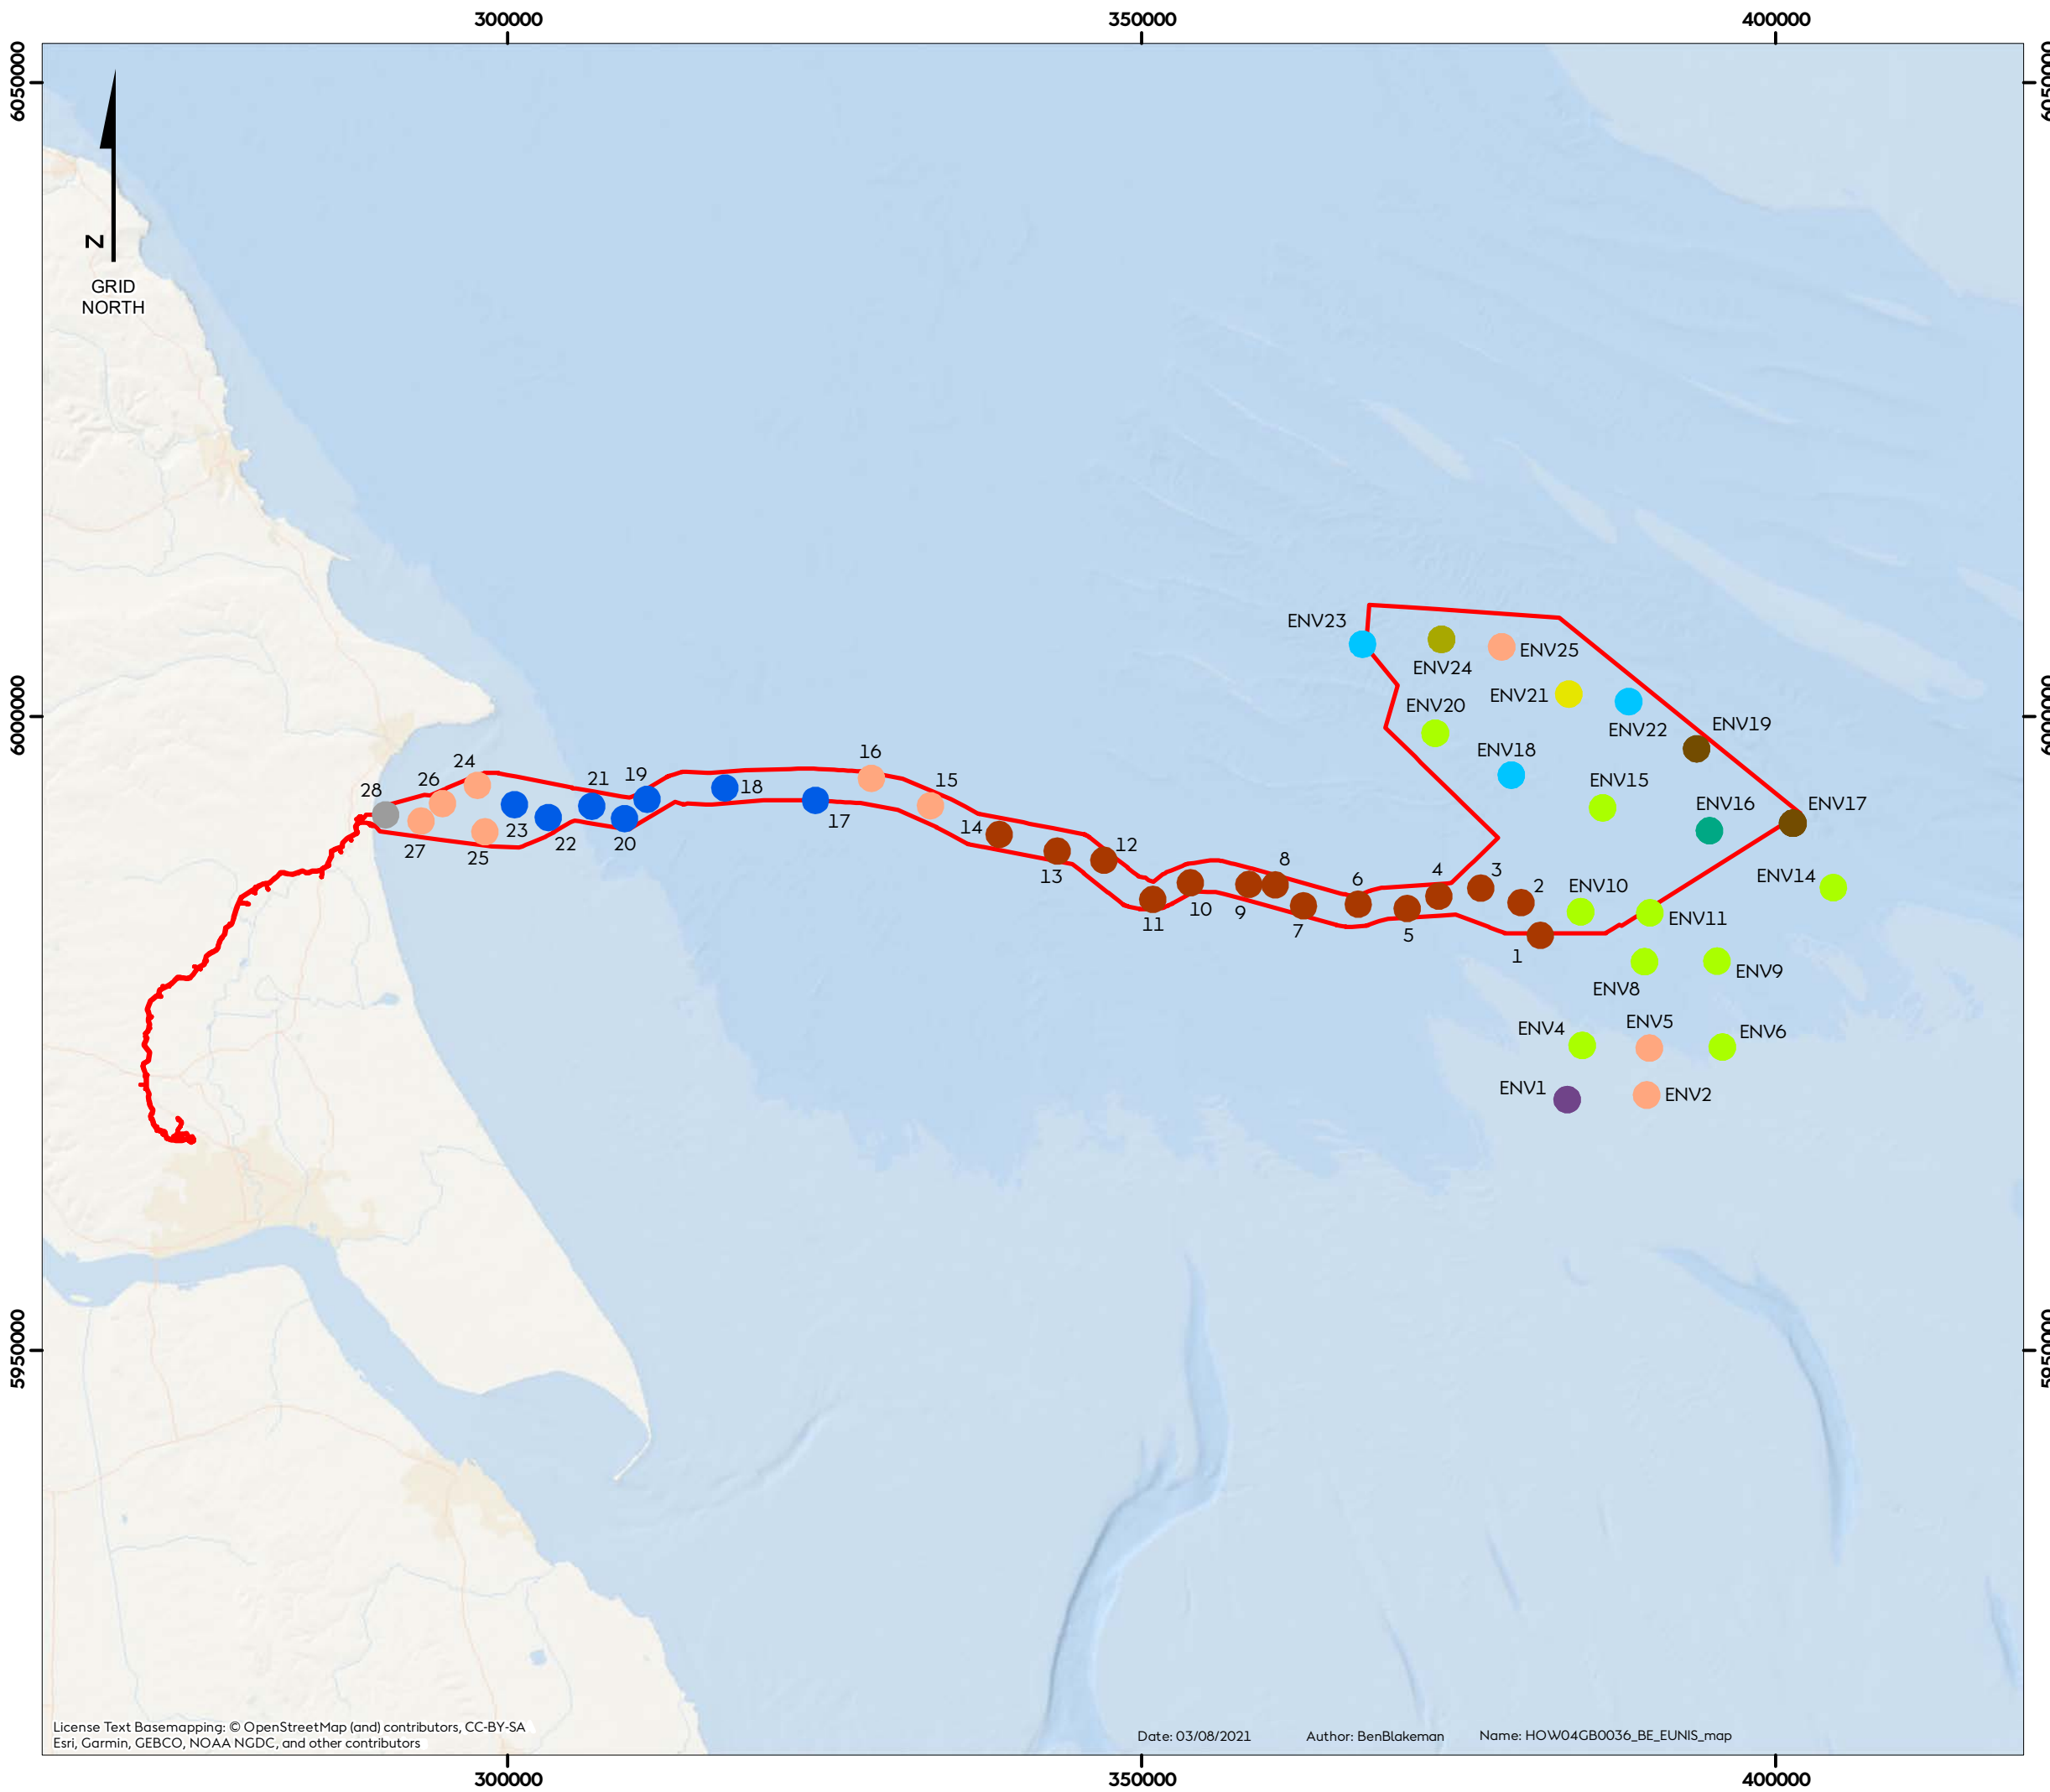 300000 350000 400000
6050000 6050000
N
GRID
NORTH
ENV23
ENV24 ENV25
ENV21
ENV20
ENV22 ENV19
ENV18
6000000 6000000
16
24 19
26 21
28 18 15
ENV15
ENV16 ENV17
17
14
23
27 25 22 20
12
13
8
4 3
6 2
ENV10
ENV14
11 10 9 7 5
ENV11
1
ENV9
ENV8
ENV4 ENV5 ENV6
ENV1 ENV2
5950000 5950000
License Text Basemapping: © OpenStreetMap (and) contributors, CC-BY-SA
Esri, Garmin, GEBCO, NOAA NGDC, and other contributors
Date: 03/08/2021 Author: BenBlakeman Name: HOW04GB0036_BE_EUNIS_map
300000 350000 400000